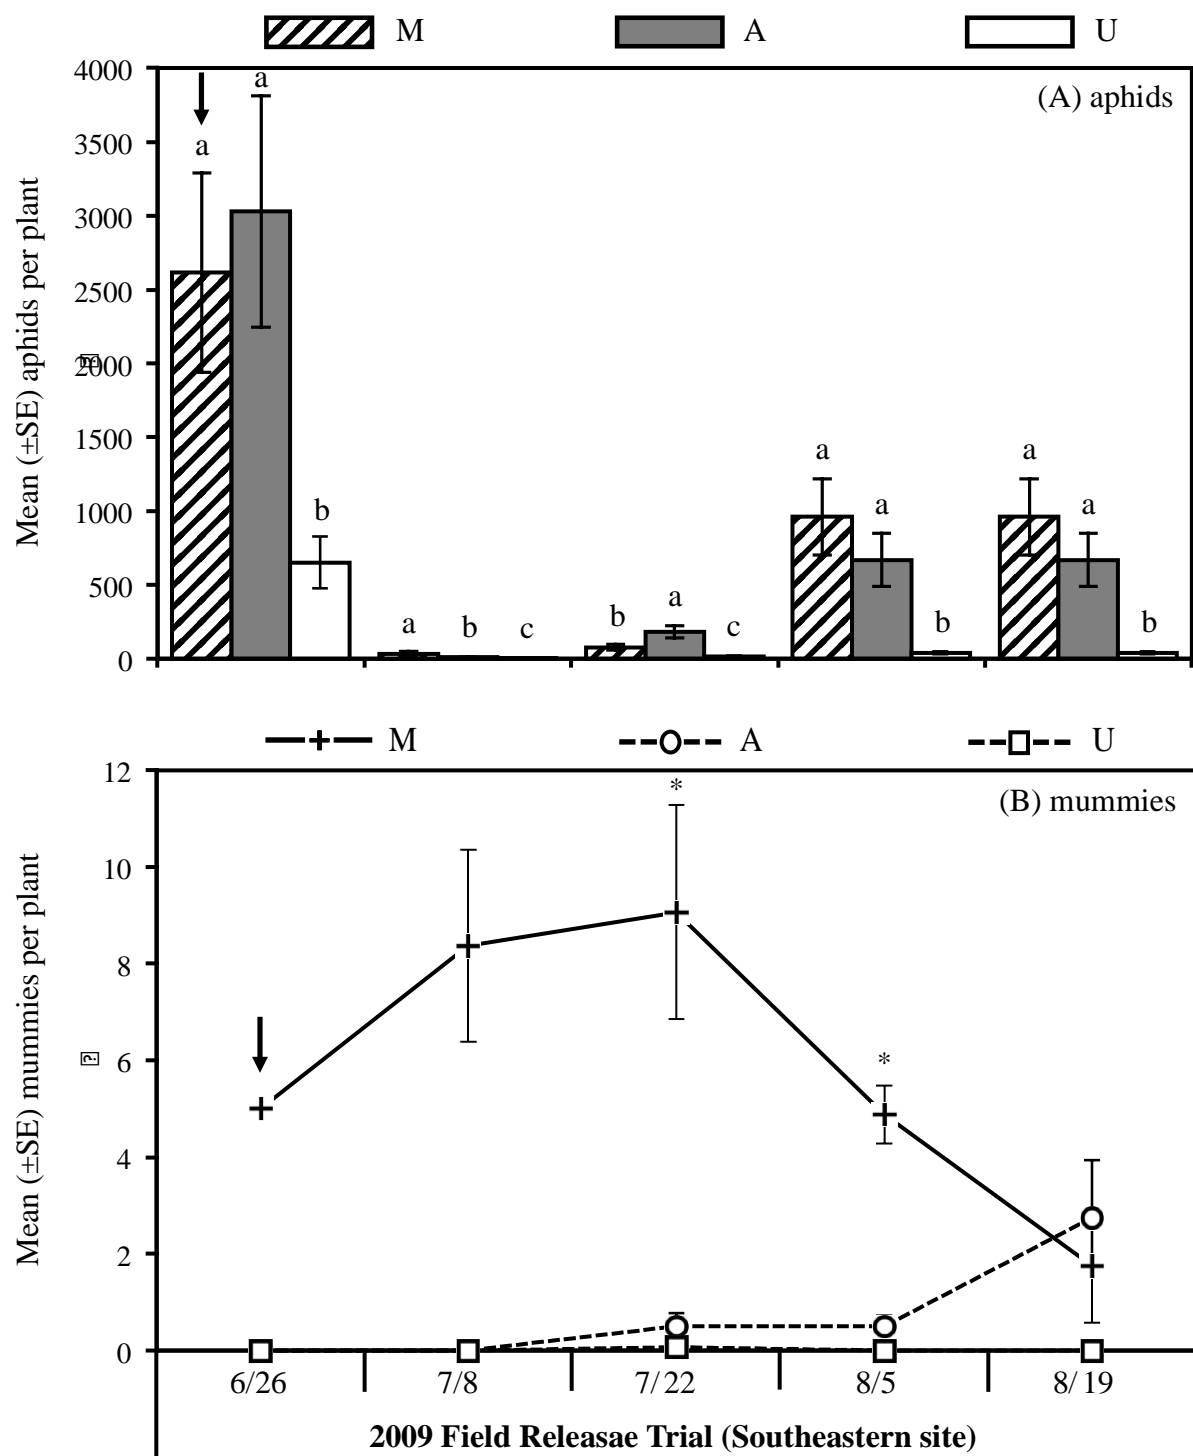 M A U
4000
(A) aphids
a
3500
a
3000
2500
2000
1500
a a
1000
a a
b
500
a
b b b
a b c c
0
Mean (±SE) aphids per plant
M A U
12
(B) mummies
*
10
8
6
*
4
2
0
Mean (±SE) mummies per plant
6/26 7/8 7/22 8/5 8/19
2009 Field Releasae Trial (Southeastern site)